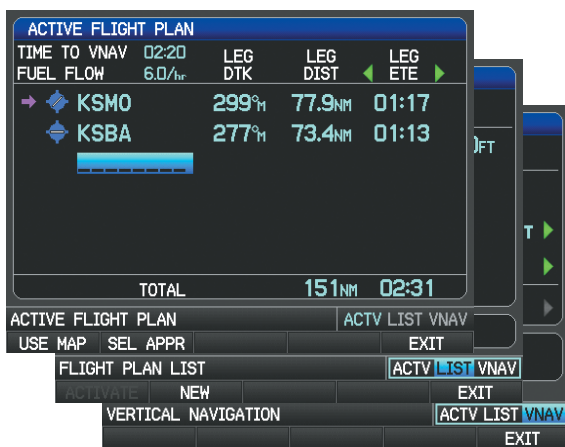 ACTIVE FLIGHT PLAN
TIME TO VNAV 02:20 LEG LEG LEG
FUEL FLOW 6.0/hr DTK DIST ETE
KSMO 299°M 77.9NM 01:17
KSBA 277°M 73.4NM 01:13
FT
T
TOTAL 151NM 02:31
ACTIVE FLIGHT PLAN ACTV LIST VNAV
USE MAP SEL APPR EXIT
FLIGHT PLAN LIST ACTV LIST VNAV
ACTIVATE NEW EXIT
VERTICAL NAVIGATION ACTV LIST VNAV
EXIT